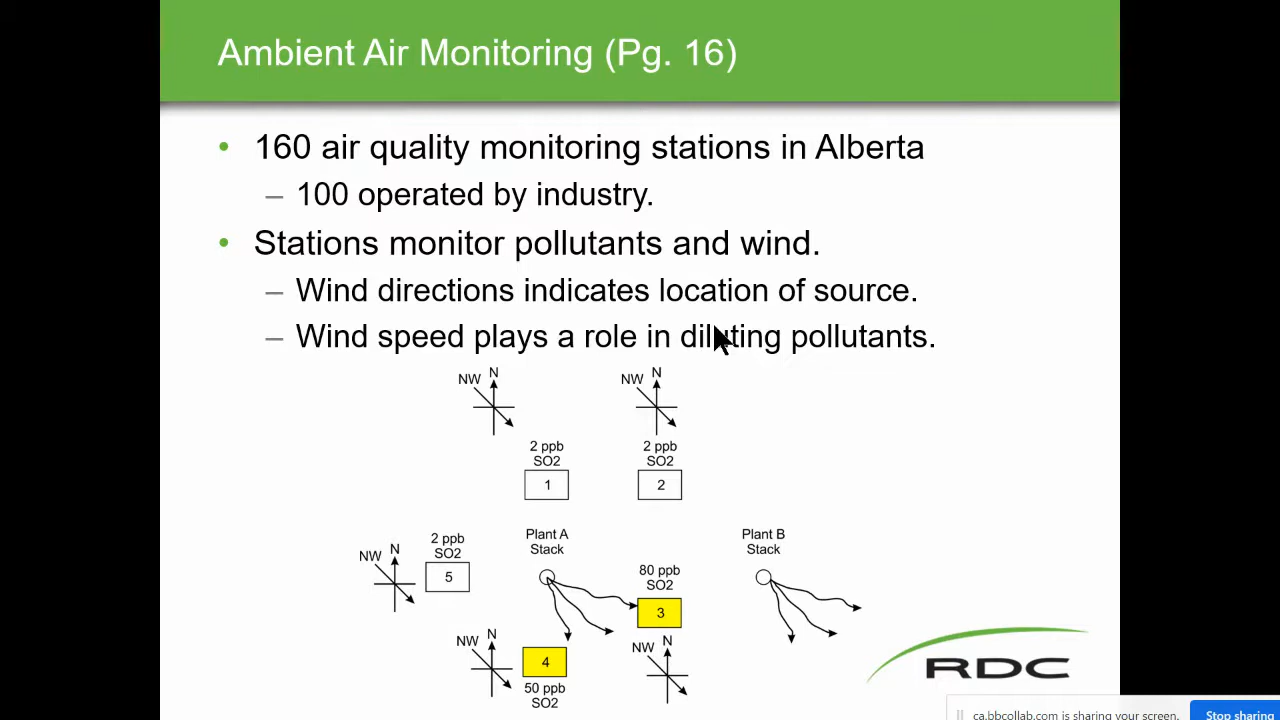 Ambient Air Monitoring (Pg. 16)
• 160 air quality monitoring stations in Alberta
– 100 operated by industry.
• Stations monitor pollutants and wind.
– Wind directions indicates location of source.
– Wind speed plays a role in diluting pollutants.
NW N
NW N
2 ppb
SO2
1
2 ppb
SO2
2
NW N
2 ppb
SO2
5
Plant A
Stack
Plant B
Stack
80 ppb
SO2
3
NW N
4
50 ppb
SO2
NW N
RDC
ca.bbcollab.com is sharing your screen.
Stop sharing